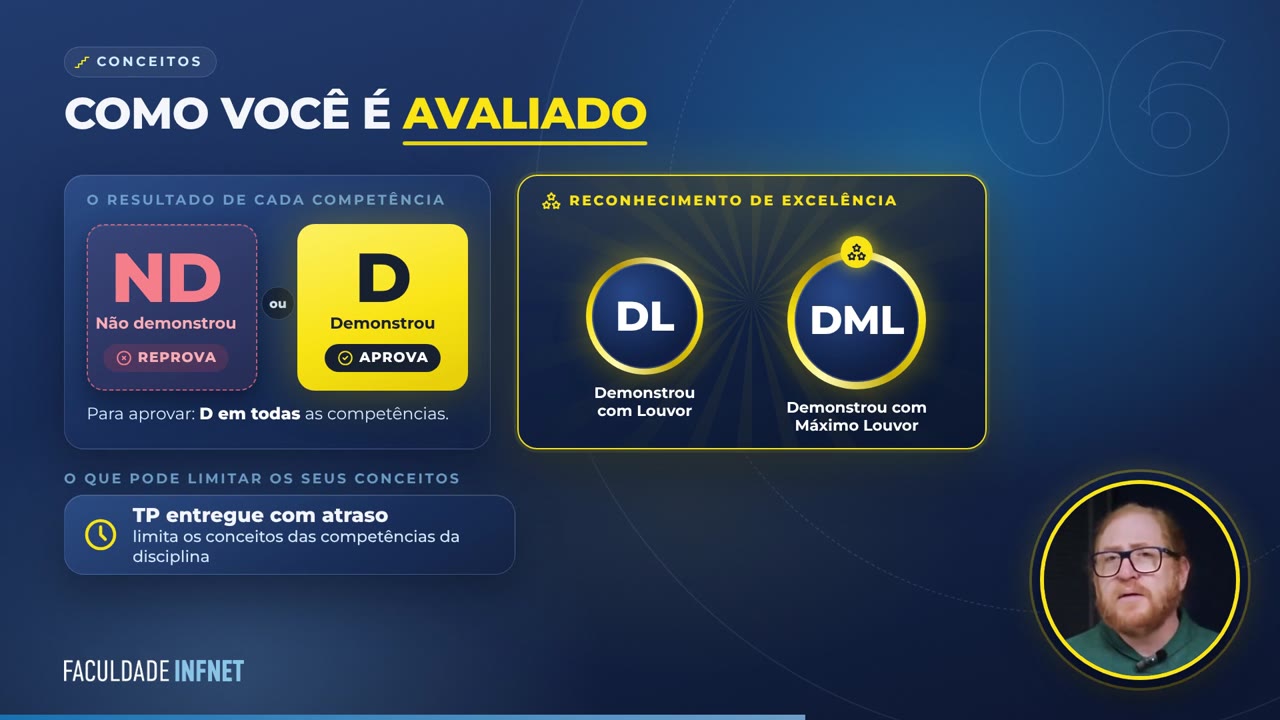 CONCEITOS
06
COMO VOCÊ É AVALIADO
O RESULTADO DE CADA COMPETÊNCIA
ND
Não demonstrou
REPROVA
ou
D
Demonstrou
APROVA
Para aprovar: D em todas as competências.
RECONHECIMENTO DE EXCELÊNCIA
DL
Demonstrou
com Louvor
DML
Demonstrou com
Máximo Louvor
O QUE PODE LIMITAR OS SEUS CONCEITOS
TP entregue com atraso
limita os conceitos das competências da
disciplina
FACULDADE INFNET